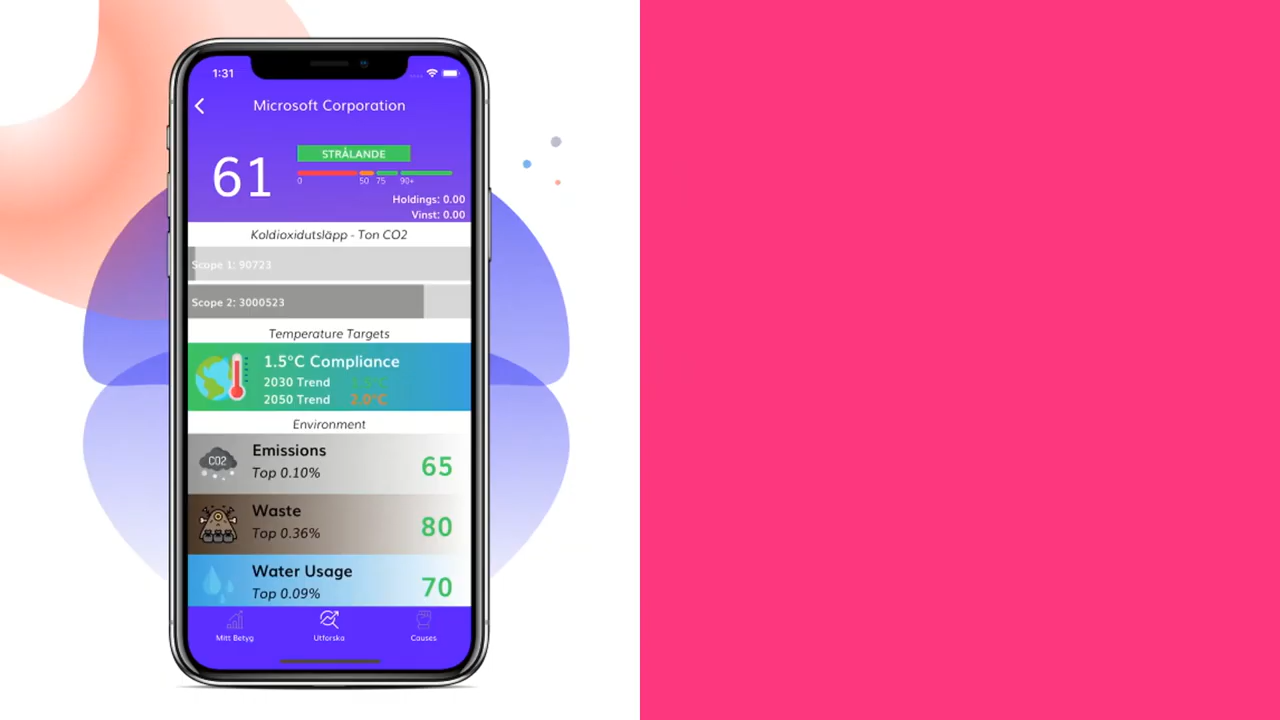 1:31
Microsoft Corporation
61
STRÅLANDE
0 50 75 90+
Holdings: 0.00
Vinst: 0.00
Koldioxidutsläpp - Ton CO2
Scope 1: 90723
Scope 2: 3000523
Temperature Targets
1.5°C Compliance
2030 Trend
2050 Trend 2.0°C
Environment
CO2
Emissions
Top 0.10%
65
Waste
Top 0.36%
80
Water Usage
Top 0.09%
70
Mitt Betyg Utforska Causes